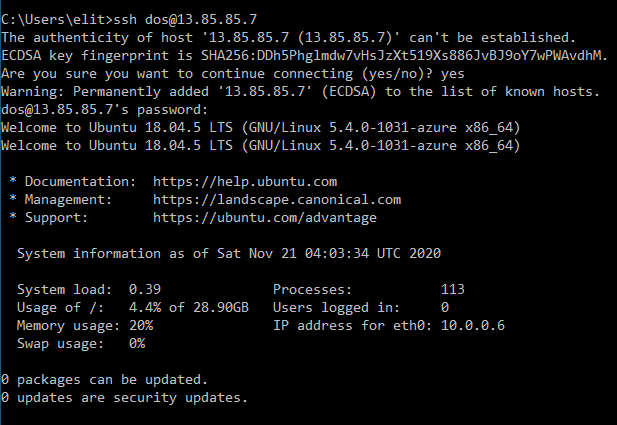 C:\Users\elit>ssh dos@13.85.85.7
The authenticity of host '13.85.85.7 (13.85.85.7)' can't be established.
ECDSA key fingerprint is SHA256:DDh5Phglmdw7vHsJzXt519Xs886JvBJ9oY7wPWAvdhM.
Are you sure you want to continue connecting (yes/no)? yes
Warning: Permanently added '13.85.85.7' (ECDSA) to the list of known hosts.
dos@13.85.85.7's password:
Welcome to Ubuntu 18.04.5 LTS (GNU/Linux 5.4.0-1031-azure x86_64)
Welcome to Ubuntu 18.04.5 LTS (GNU/Linux 5.4.0-1031-azure x86_64)
* Documentation: https://help.ubuntu.com
* Management: https://landscape.canonical.com
* Support: https://ubuntu.com/advantage
System information as of Sat Nov 21 04:03:34 UTC 2020
System load: 0.39 Processes: 113
Usage of /: 4.4% of 28.90GB Users logged in: 0
Memory usage: 20% IP address for eth0: 10.0.0.6
Swap usage: 0%
0 packages can be updated.
0 updates are security updates.